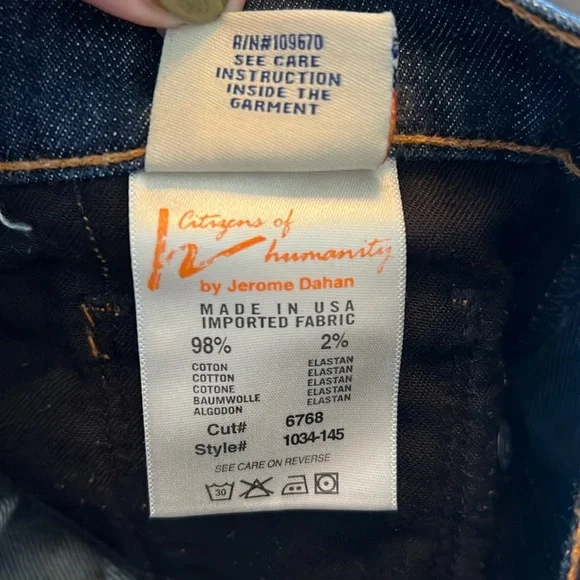 R/N#109670
SEE CARE
INSTRUCTION
INSIDE THE
GARMENT
Citizens of
humanity
by Jerome Dahan
MADE IN USA
IMPORTED FABRIC
98% 2%
COTON ELASTAN
COTTON ELASTAN
COTONE ELASTAN
BAUMWOLLE ELASTAN
ALGODON
Cut# 6768
Style# 1034-145
SEE CARE ON REVERSE
30